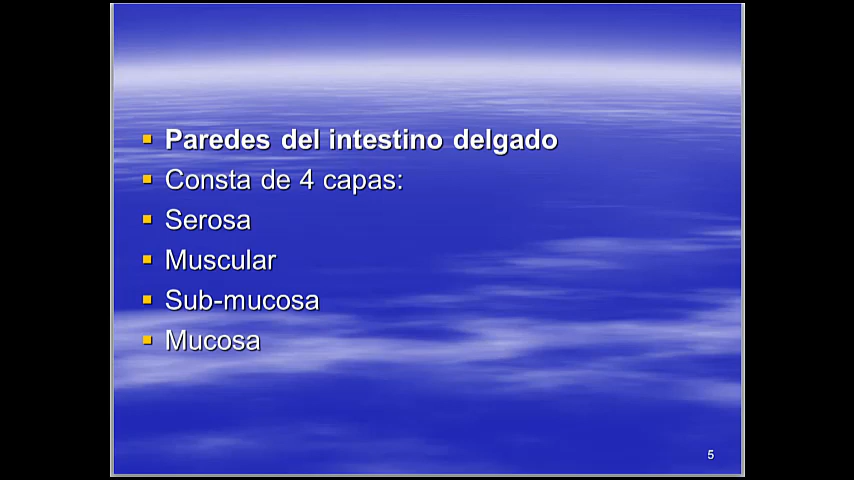 Paredes del intestino delgado
Consta de 4 capas:
Serosa
Muscular
Sub-mucosa
Mucosa
5